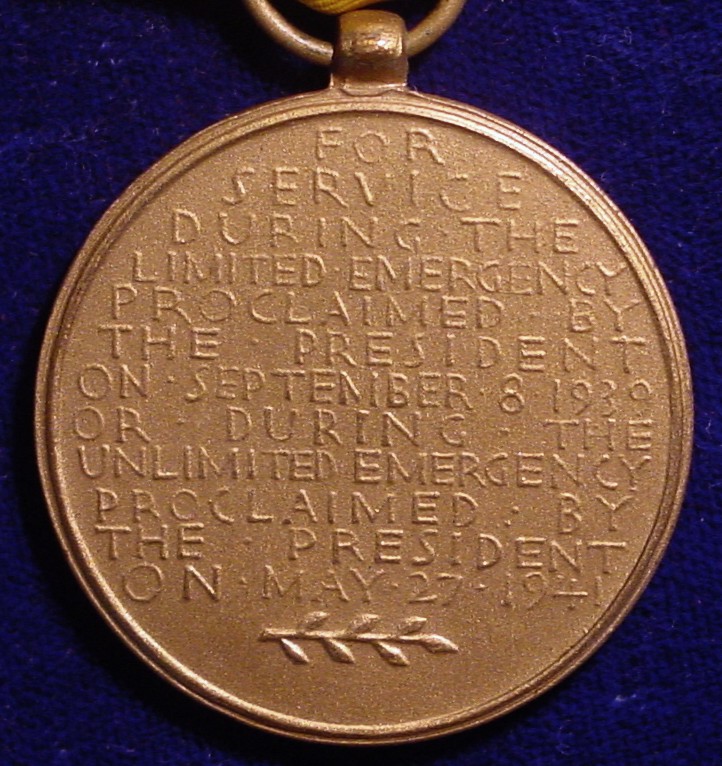 FOR
SERVICE
DURING · THE
LIMITED · EMERGENCY
PROCLAIMED · BY
THE · PRESIDENT
ON · SEPTEMBER · 8 · 1939
OR · DURING · THE
UNLIMITED EMERGENCY
PROCLAIMED · BY
THE · PRESIDENT
ON · MAY · 27 · 1941